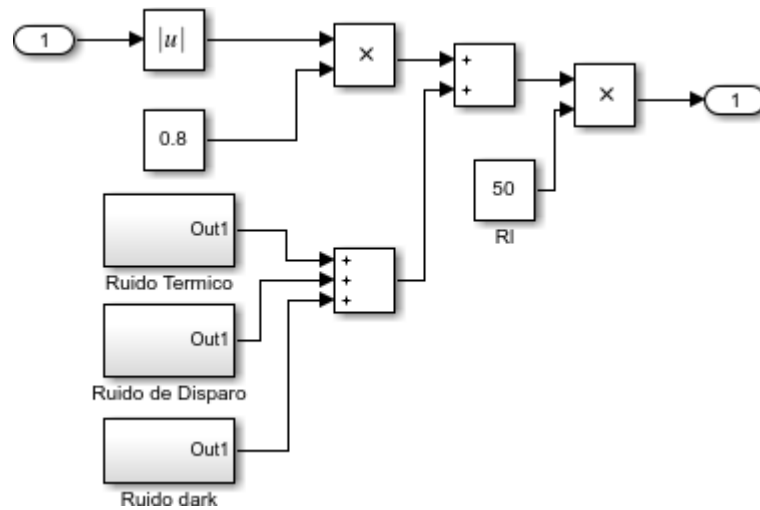 1
|u|
×
+
+
×
1
0.8
50
Rl
Out1
Ruido Termico
+
+
+
Out1
Ruido de Disparo
Out1
Ruido dark